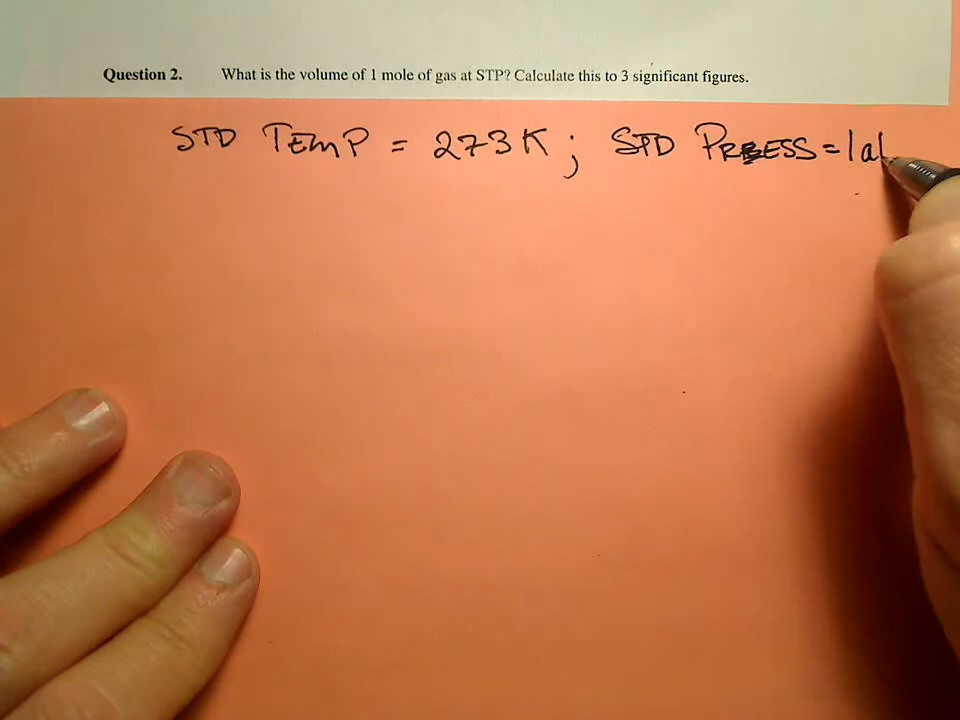 Question 2. What is the volume of 1 mole of gas at STP? Calculate this to 3 significant figures.
STD TEMP = 273K ; STD PRESS = 1 at